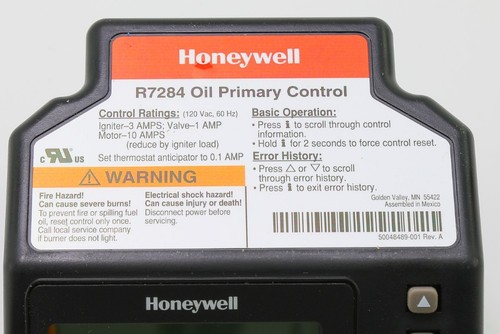 Honeywell
R7284 Oil Primary Control
Control Ratings: (120 Vac, 60 Hz)
Igniter–3 AMPS; Valve–1 AMP
Motor–10 AMPS
(reduce by igniter load)
Set thermostat anticipator to 0.1 AMP
C UR US
⚠ WARNING
Fire Hazard!
Can cause severe burns!
To prevent fire or spilling fuel
oil, reset control only once.
Call local service company
if burner does not light.
Electrical shock hazard!
Can cause injury or death!
Disconnect power before
servicing.
Basic Operation:
• Press i to scroll through control
information.
• Hold i for 2 seconds to force control reset.
Error History:
• Press △ or ▽ to scroll
through error history.
• Press i to exit error history.
Golden Valley, MN 55422
Assembled in Mexico
50048489-001 Rev. A
Honeywell